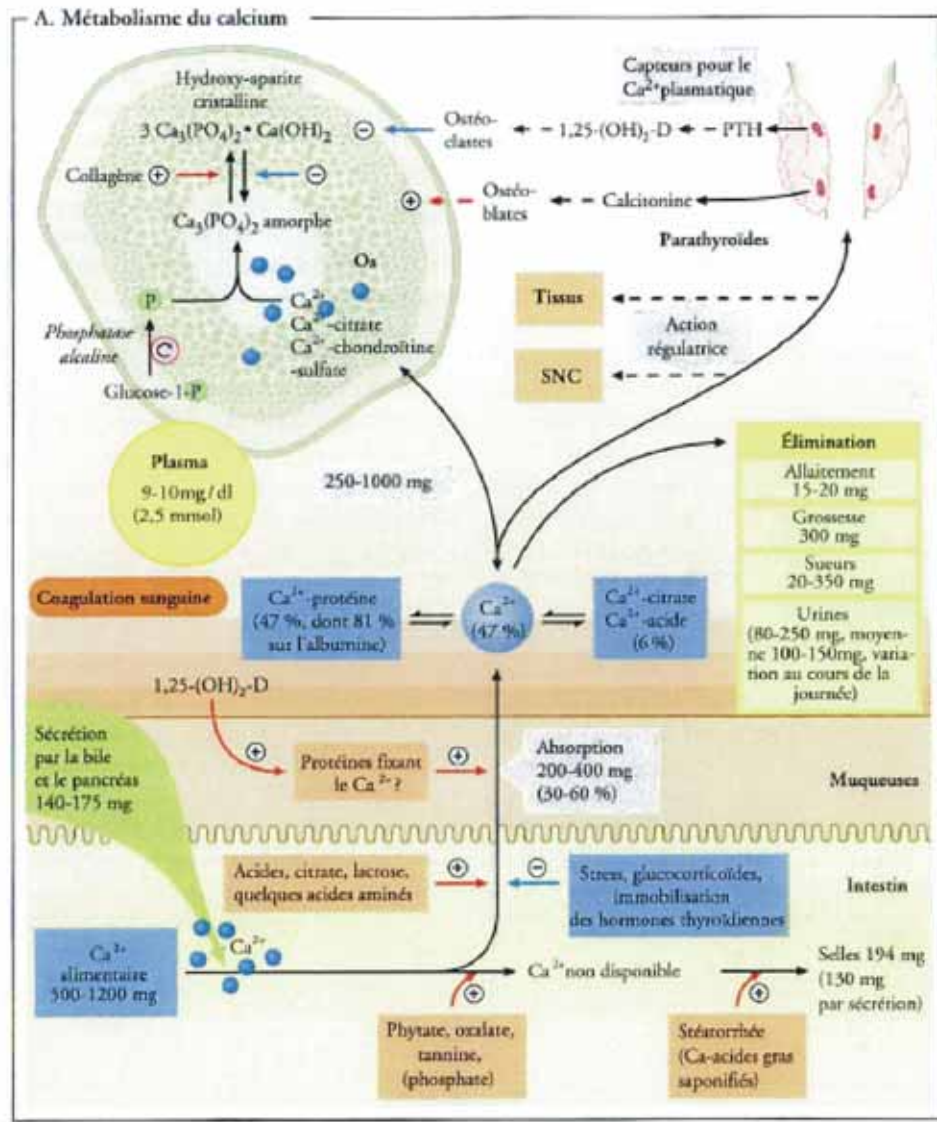 A. Métabolisme du calcium
Hydroxy-apatite
cristalline
3 Ca₃(PO₄)₂ • Ca(OH)₂
Collagène ⊕
⊖
Ca₃(PO₄)₂ amorphe
Os
P
Ca²⁺
Ca²⁺-citrate
Ca²⁺-chondroïtine
-sulfate
Phosphatase
alcaline
Glucose-1-P
Capteurs pour le
Ca²⁺plasmatique
⊖
Ostéo-
clastes
1,25-(OH)₂-D
PTH
⊕
Ostéo-
blates
Calcitonine
Parathyroïdes
Tissus
Action
régulatrice
SNC
Plasma
9-10mg/dl
(2,5 mmol)
250-1000 mg
Élimination
Allaitement
15-20 mg
Grossesse
300 mg
Sueurs
20-350 mg
Urines
(80-250 mg, moyen-
ne 100-150mg, varia-
tion au cours de la
journée)
Coagulation sanguine
Ca²⁺-protéine
(47 %, dont 81 %
sur l'albumine)
Ca²⁺
(47 %)
Ca²⁺-citrate
Ca²⁺-acide
(6 %)
1,25-(OH)₂-D
Sécrétion
par la bile
et le pancréas
140-175 mg
⊕
Protéines fixant
le Ca²⁺ ?
⊕
Absorption
200-400 mg
(30-60 %)
Muqueuses
Acides, citrate, lactose,
quelques acides aminés
⊕
⊖
Stress, glucocorticoïdes,
immobilisation
des hormones thyroïdiennes
Intestin
Ca²⁺
alimentaire
500-1200 mg
Ca²⁺
Ca²⁺non disponible
Selles 194 mg
(130 mg
par sécrétion)
⊕
Phytate, oxalate,
tannine,
(phosphate)
⊕
Stéatorrhée
(Ca-acides gras
saponifiés)